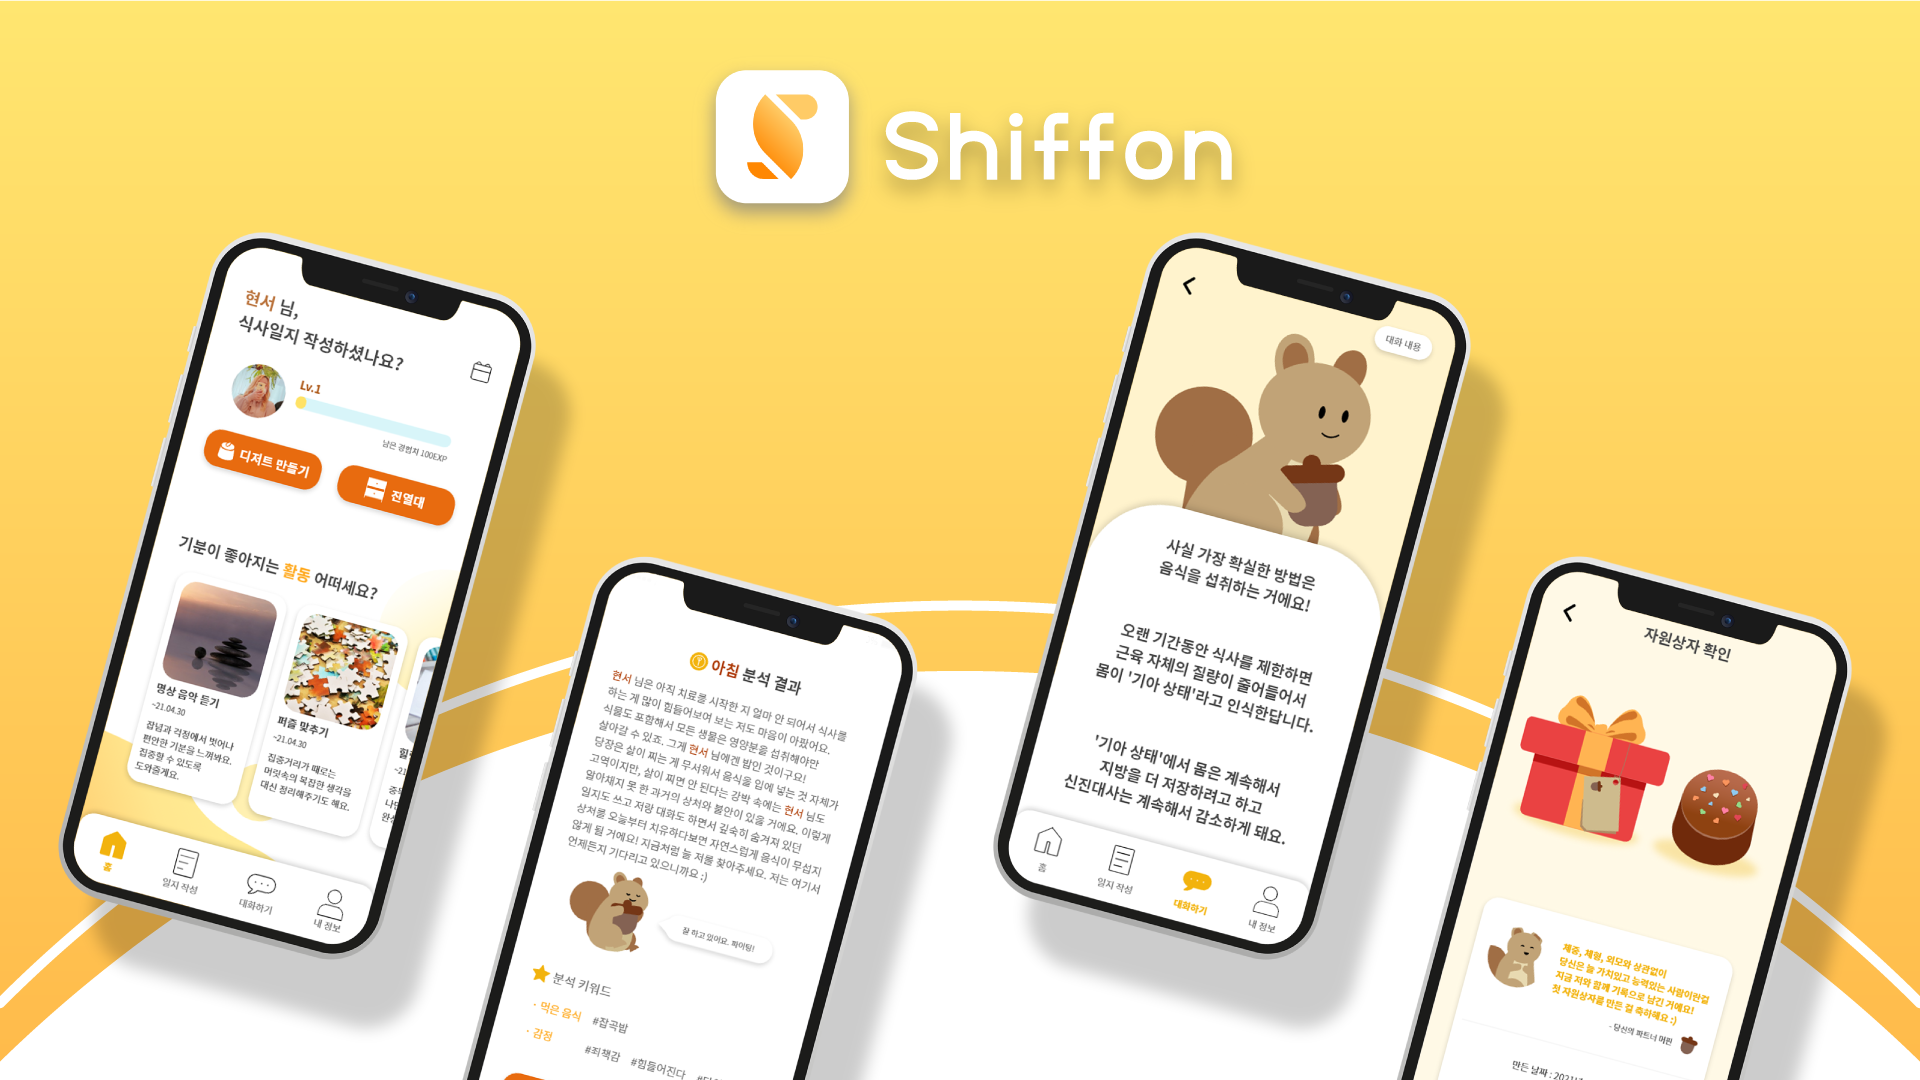 Shiffon
현서 님,
식사일지 작성하셨나요?
Lv.1
남은 경험치 100EXP
디저트 만들기
진열대
기분이 좋아지는 활동 어떠세요?
명상 음악 듣기
~21.04.30
잡념과 걱정에서 벗어나
편안한 기분을 느껴봐요.
집중할 수 있도록
도와줄게요.
퍼즐 맞추기
~21.04.30
집중거리가 때로는
머릿속의 복잡한 생각을
대신 정리해주기도 해요.
홈
일지 작성
대화하기
내 정보
아침 분석 결과
현서 님은 아직 치료를 시작한 지 얼마 안 되어서 식사를
하는 게 많이 힘들어보여 보는 저도 마음이 아팠어요.
식물도 포함해서 모든 생물은 영양분을 섭취해야만
살아갈 수 있죠. 그게 현서 님에겐 밥인 것이구요!
당장은 살이 찌는 게 무서워서 음식을 입에 넣는 것 자체가
고역이지만, 살이 찌면 안 된다는 강박 속에는 현서 님도
알아채지 못 한 과거의 상처와 불안이 있을 거에요. 이렇게
일지도 쓰고 저랑 대화도 하면서 깊숙히 숨겨져 있던
상처를 오늘부터 치유하다보면 자연스럽게 음식이 무섭지
않게 될 거에요! 지금처럼 늘 저를 찾아주세요. 저는 여기서
언제든지 기다리고 있으니까요 :)
잘 하고 있어요. 파이팅!
분석 키워드
· 먹은 음식 #잡곡밥
· 감정 #죄책감 #힘들어진다
대화 내용
사실 가장 확실한 방법은
음식을 섭취하는 거에요!
오랜 기간동안 식사를 제한하면
근육 자체의 질량이 줄어들어서
몸이 '기아 상태'라고 인식한답니다.
'기아 상태'에서 몸은 계속해서
지방을 더 저장하려고 하고
신진대사는 계속해서 감소하게 돼요.
홈
일지 작성
대화하기
내 정보
자원상자 확인
체중, 체형, 외모와 상관없이
당신은 늘 가치있고 능력있는 사람이란걸
지금 저와 함께 기록으로 남긴 거예요!
첫 자원상자를 만든 걸 축하해요 :)
- 당신의 파트너 머핀
만든 날짜 : 2021